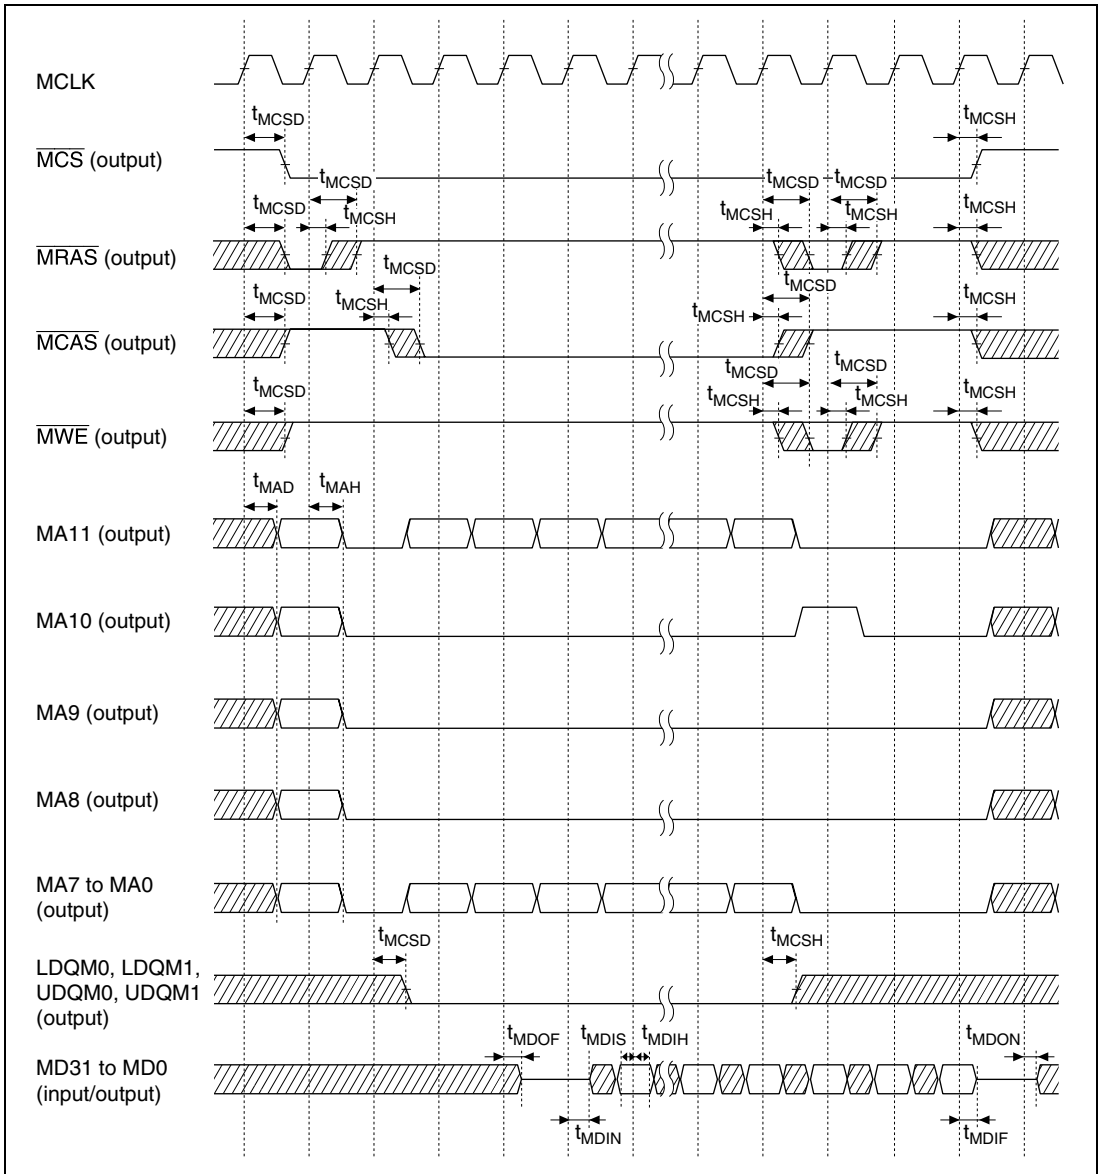 MCLK
tMCSD
tMCSH
MCS (output)
tMCSD
tMCSD
tMCSD
tMCSD
tMCSH
tMCSH
tMCSH
tMCSH
MRAS (output)
tMCSD
tMCSD
tMCSD
tMCSH
tMCSH
tMCSH
MCAS (output)
tMCSD
tMCSD
tMCSD
tMCSH
tMCSH
tMCSH
MWE (output)
tMAD
tMAH
MA11 (output)
MA10 (output)
MA9 (output)
MA8 (output)
MA7 to MA0
(output)
tMCSD
tMCSH
LDQM0, LDQM1,
UDQM0, UDQM1
(output)
tMDOF
tMDIS
tMDIH
tMDON
MD31 to MD0
(input/output)
tMDIN
tMDIF